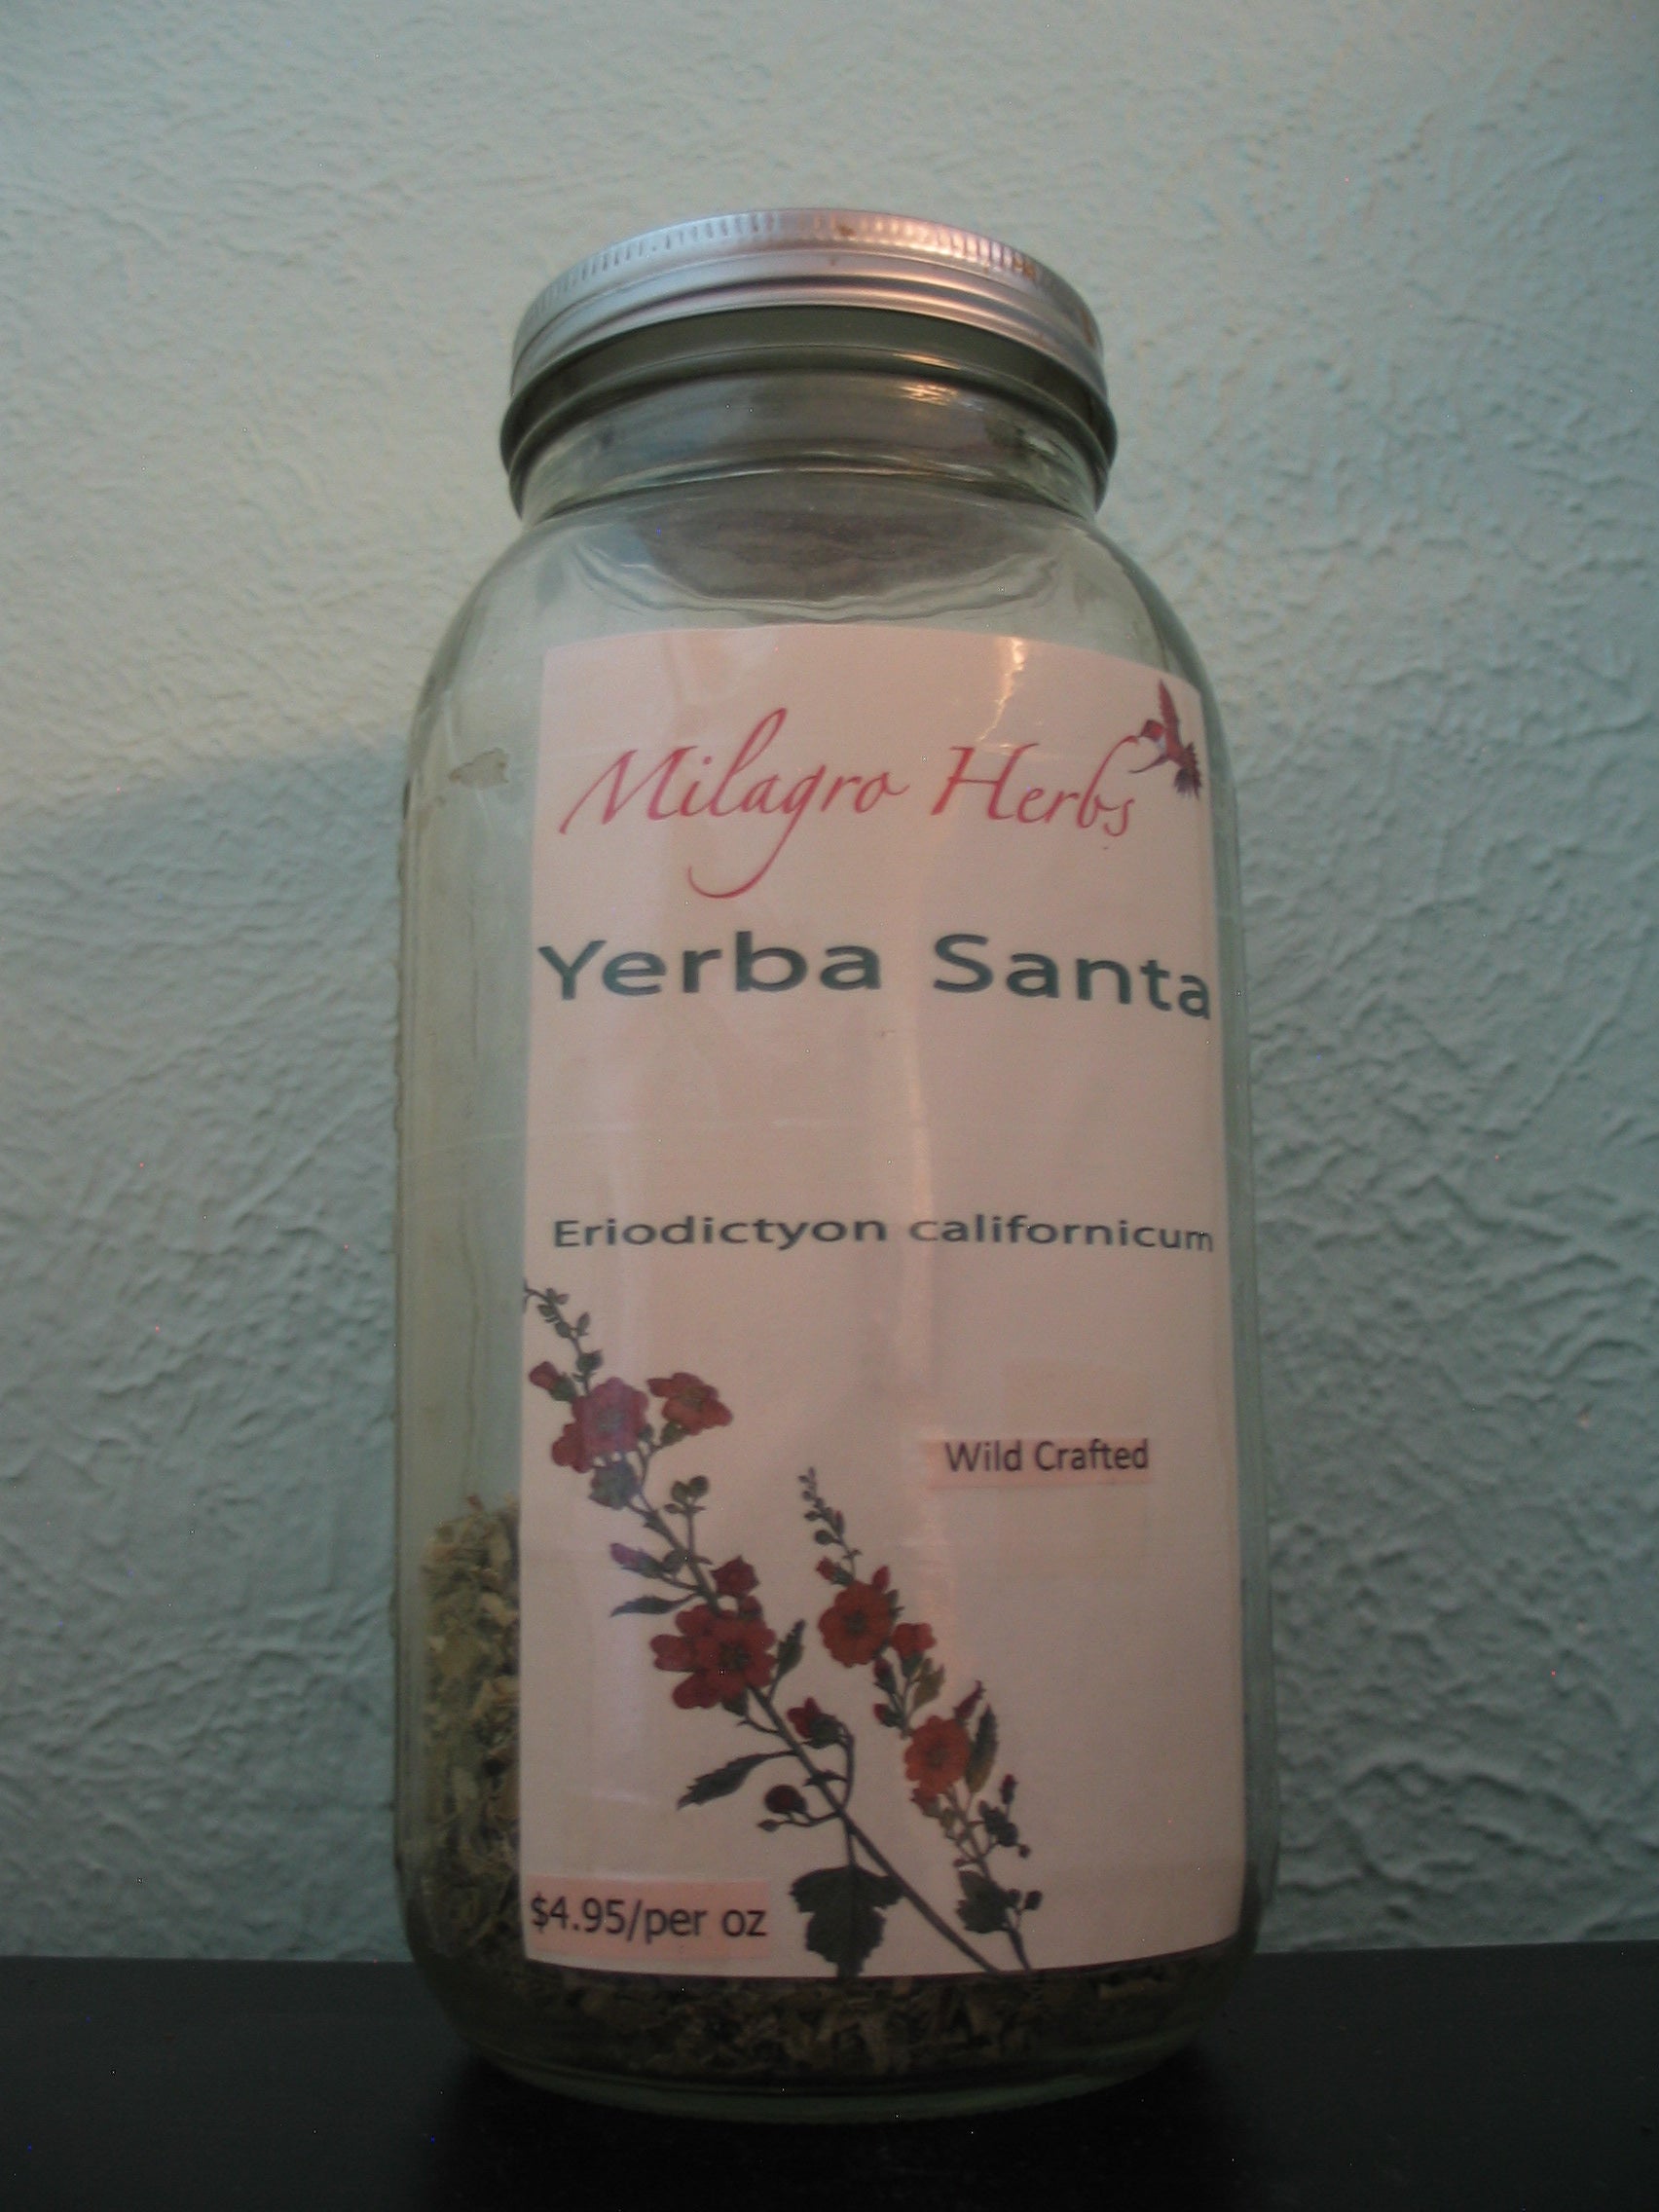 Milagro Herbs
Yerba Santa
Eriodictyon californicum
Wild Crafted
$4.95/per oz